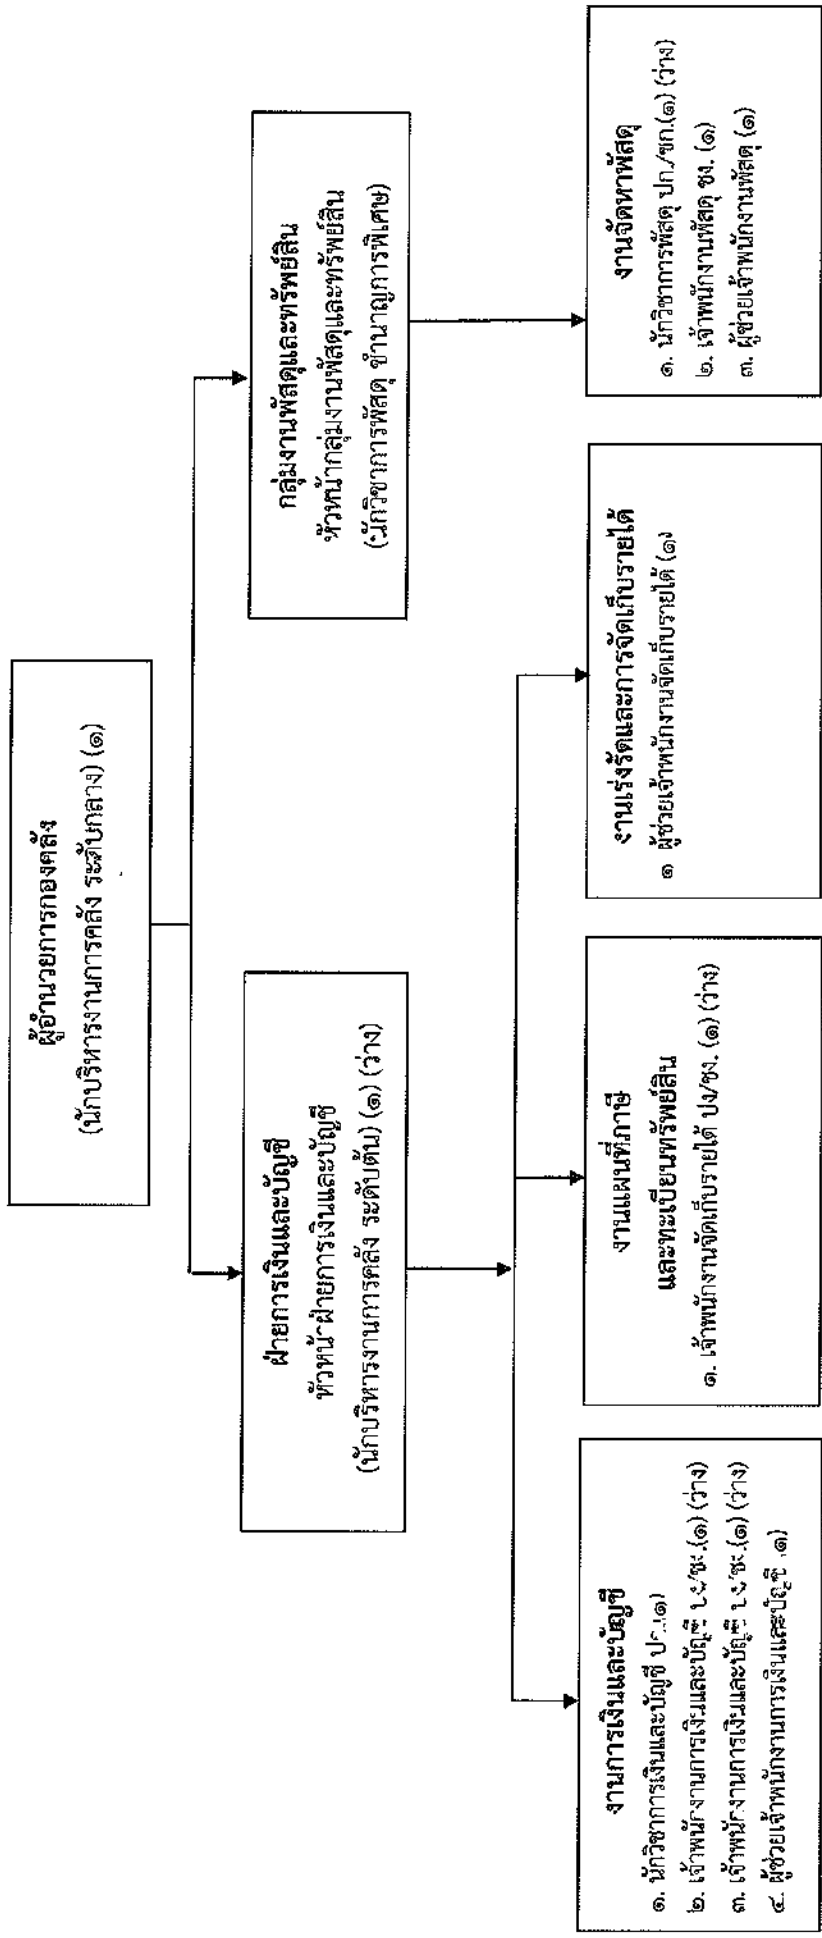 ผู้อำนวยการกองคลัง
(นักบริหารงานการคลัง ระดับกลาง) (๑)
ฝ่ายการเงินและบัญชี
หัวหน้าฝ่ายการเงินและบัญชี
(นักบริหารงานการคลัง ระดับต้น) (๑) (ว่าง)
กลุ่มงานพัสดุและทรัพย์สิน
หัวหน้ากลุ่มงานพัสดุและทรัพย์สิน
(นักวิชาการพัสดุ ชำนาญการพิเศษ)
งานการเงินและบัญชี
๑. นักวิชาการเงินและบัญชี (๑)
๒. เจ้าพนักงานการเงินและบัญชี (๑) (ว่าง)
๓. เจ้าพนักงานการเงินและบัญชี (๑) (ว่าง)
๔. ผู้ช่วยเจ้าพนักงานการเงินและบัญชี ๑)
งานแผนที่ภาษี
และทะเบียนทรัพย์สิน
๑. เจ้าพนักงานจัดเก็บรายได้ ปง/ชง. (๑) (ว่าง)
งานเร่งรัดและการจัดเก็บรายได้
๑ ผู้ช่วยเจ้าพนักงานจัดเก็บรายได้ (๑)
งานจัดหาพัสดุ
๑. นักวิชาการพัสดุ ปก./ชก.(๑) (ว่าง)
๒. เจ้าพนักงานพัสดุ ชง. (๑)
๓. ผู้ช่วยเจ้าพนักงานพัสดุ (๑)